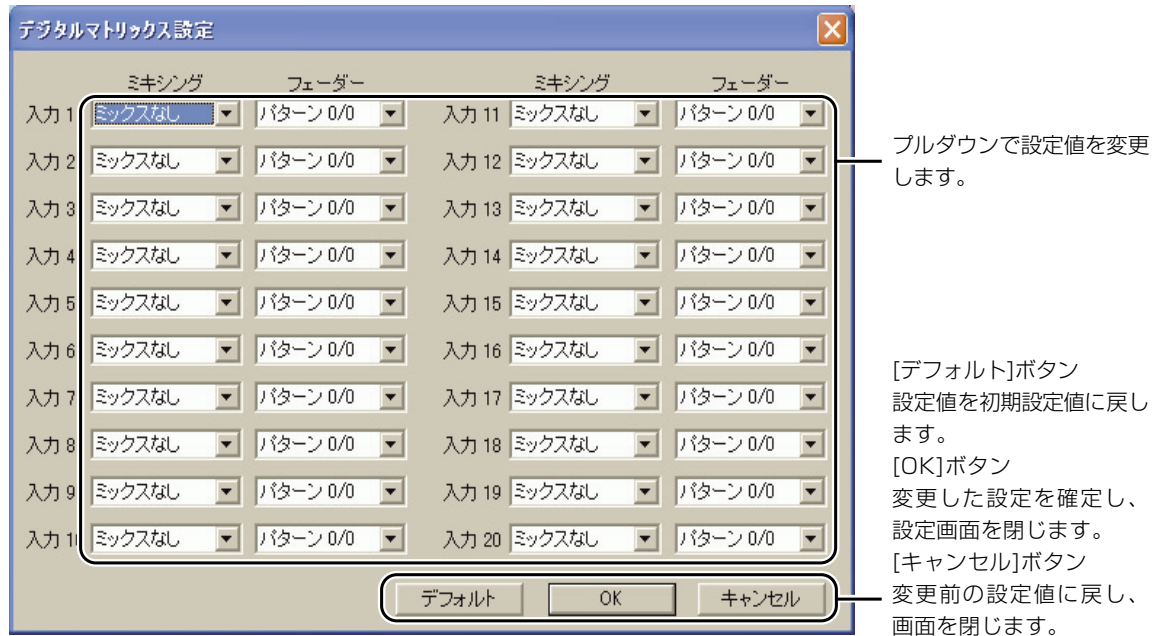 デジタルマトリックス設定
ミキシング フェーダー ミキシング フェーダー
入力 1 ミックスなし パターン 0/0 入力 11 ミックスなし パターン 0/0
入力 2 ミックスなし パターン 0/0 入力 12 ミックスなし パターン 0/0
入力 3 ミックスなし パターン 0/0 入力 13 ミックスなし パターン 0/0
入力 4 ミックスなし パターン 0/0 入力 14 ミックスなし パターン 0/0
入力 5 ミックスなし パターン 0/0 入力 15 ミックスなし パターン 0/0
入力 6 ミックスなし パターン 0/0 入力 16 ミックスなし パターン 0/0
入力 7 ミックスなし パターン 0/0 入力 17 ミックスなし パターン 0/0
入力 8 ミックスなし パターン 0/0 入力 18 ミックスなし パターン 0/0
入力 9 ミックスなし パターン 0/0 入力 19 ミックスなし パターン 0/0
入力 10 ミックスなし パターン 0/0 入力 20 ミックスなし パターン 0/0
デフォルト OK キャンセル
プルダウンで設定値を変更
します。
[デフォルト]ボタン
設定値を初期設定値に戻し
ます。
[OK]ボタン
変更した設定を確定し、
設定画面を閉じます。
[キャンセル]ボタン
変更前の設定値に戻し、
画面を閉じます。